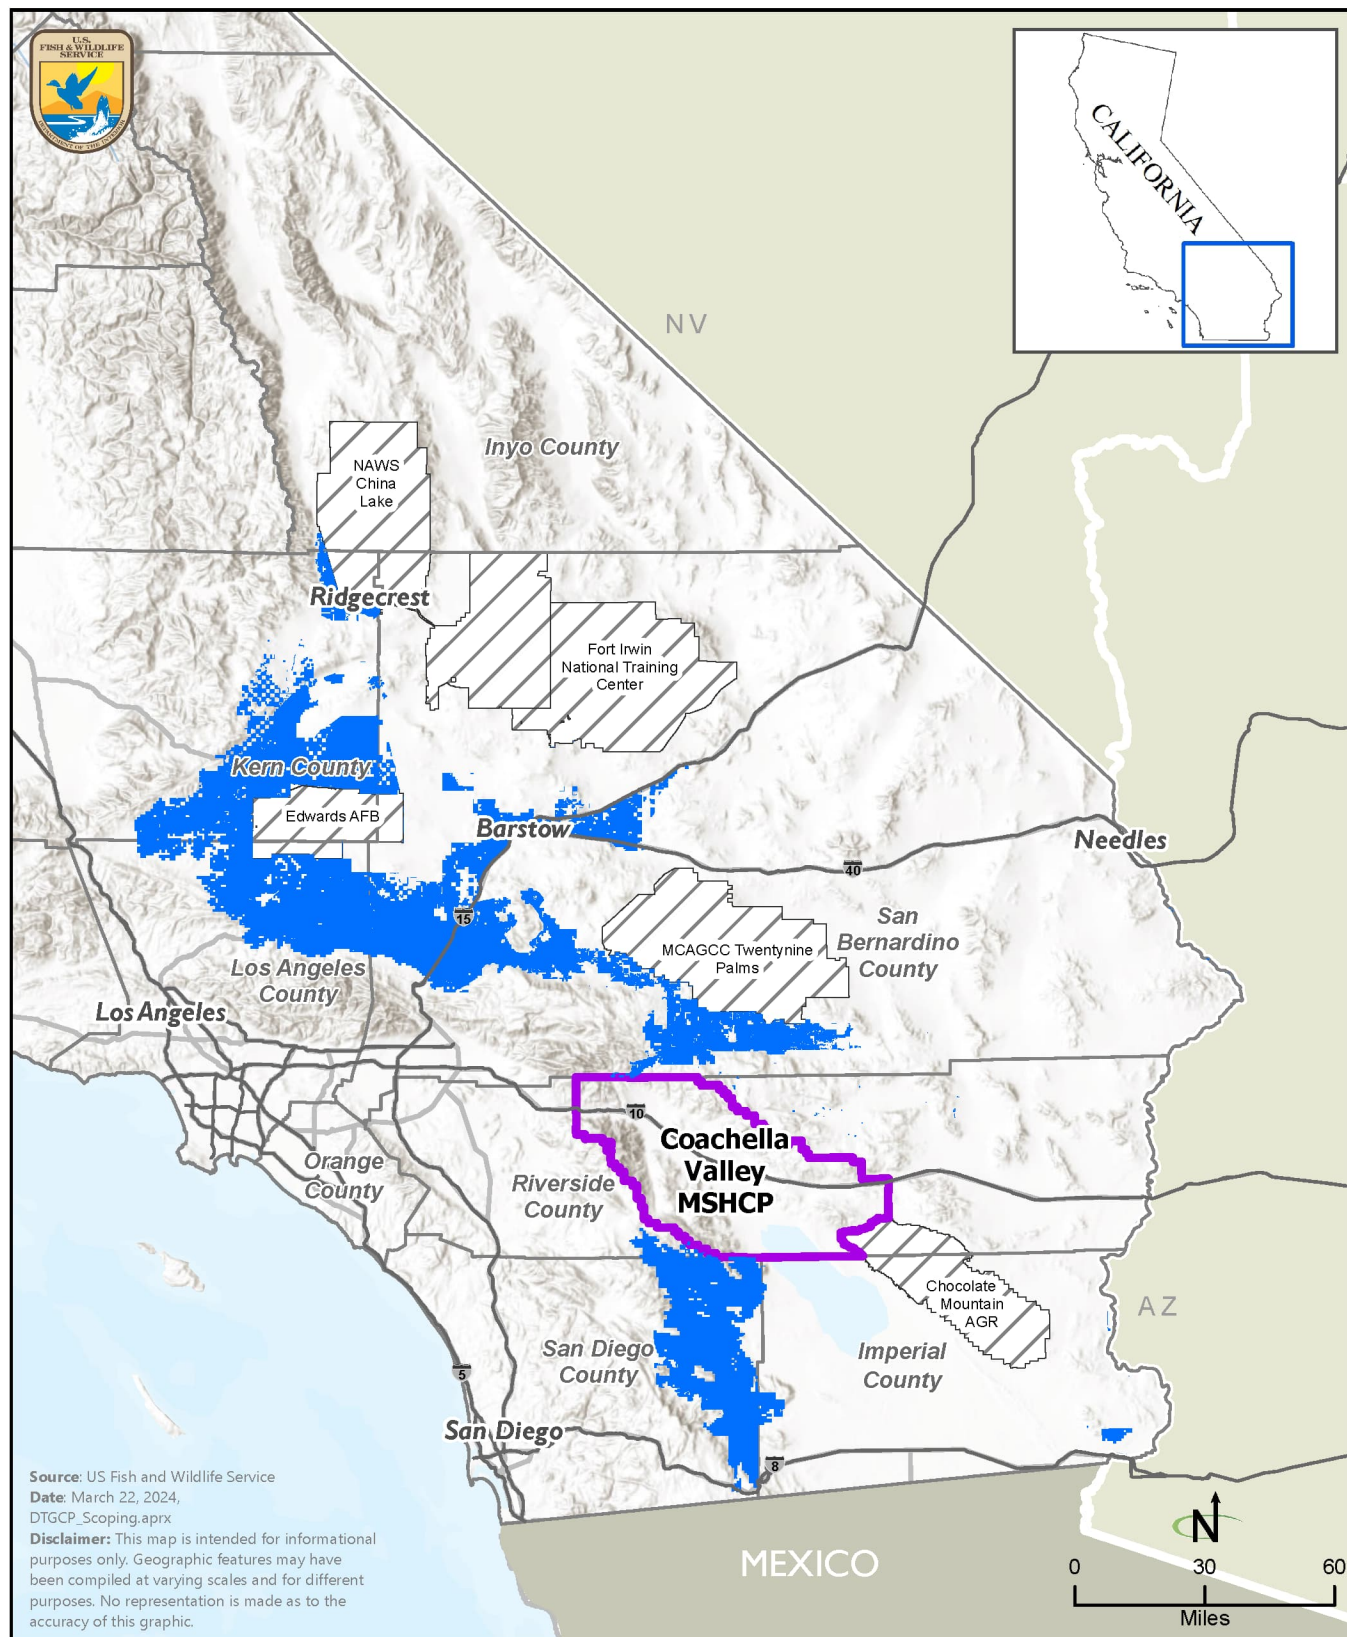 U.S.
FISH & WILDLIFE
SERVICE
DEPARTMENT OF THE INTERIOR
CALIFORNIA
NV
Inyo County
NAWS
China
Lake
Ridgecrest
Fort Irwin
National Training
Center
Kern County
Edwards AFB
Barstow
Needles
40
15
San
Bernardino
County
MCAGCC Twentynine
Palms
Los Angeles
County
Los Angeles
10
Coachella
Valley
MSHCP
Orange
County
Riverside
County
Chocolate
Mountain
AGR
AZ
San Diego
County
Imperial
County
5
San Diego
8
Source: US Fish and Wildlife Service
Date: March 22, 2024,
DTGCP_Scoping.aprx
Disclaimer: This map is intended for informational
purposes only. Geographic features may have
been compiled at varying scales and for different
purposes. No representation is made as to the
accuracy of this graphic.
MEXICO
N
0 30 60
Miles